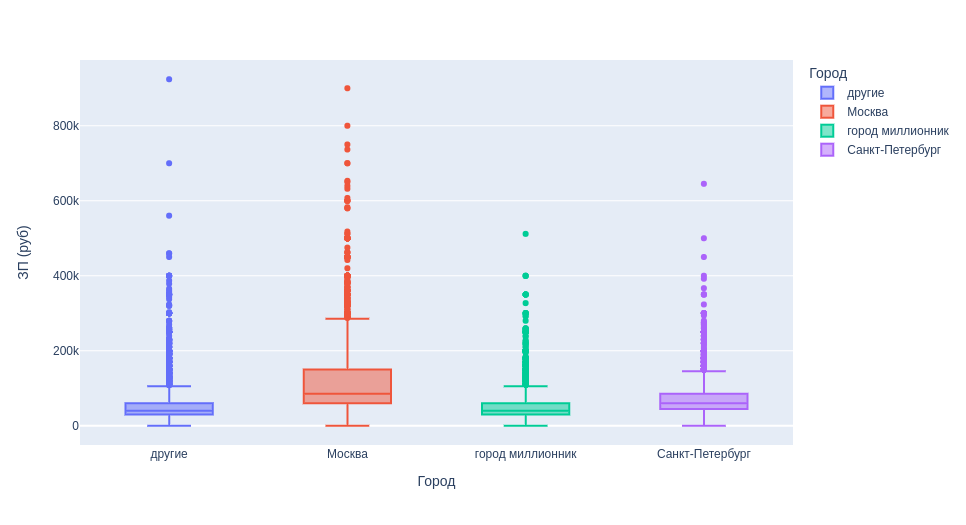 Город
другие
Москва
город миллионник
Санкт-Петербург
ЗП (руб)
800k
600k
400k
200k
0
другие
Москва
город миллионник
Санкт-Петербург
Город